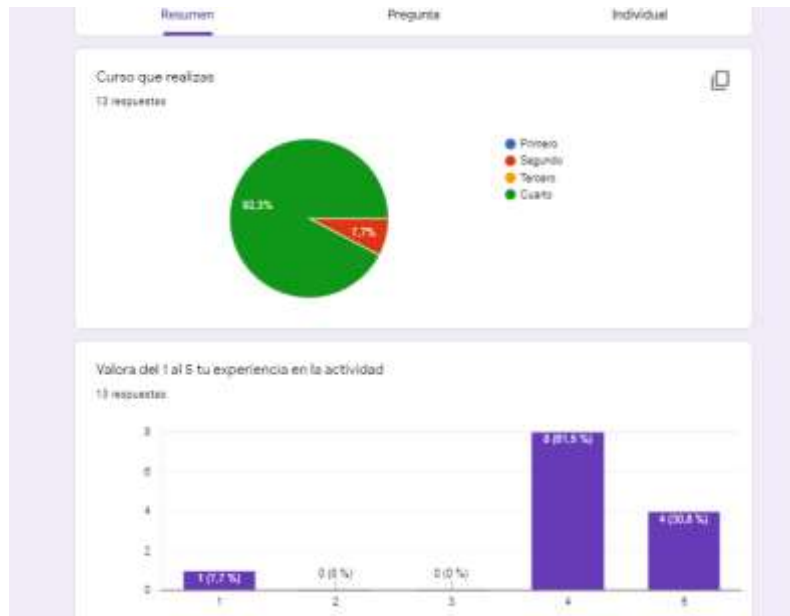 Resumen Pregunta Individual
Curso que realizas
13 respuestas
Primero
Segundo
Tercero
Cuarto
92,3%
7,7%
Valora del 1 al 5 tu experiencia en la actividad
13 respuestas
8
6
4
2
0
1 (7,7 %)
0 (0 %)
0 (0 %)
8 (61,5 %)
4 (30,8 %)
1 2 3 4 5